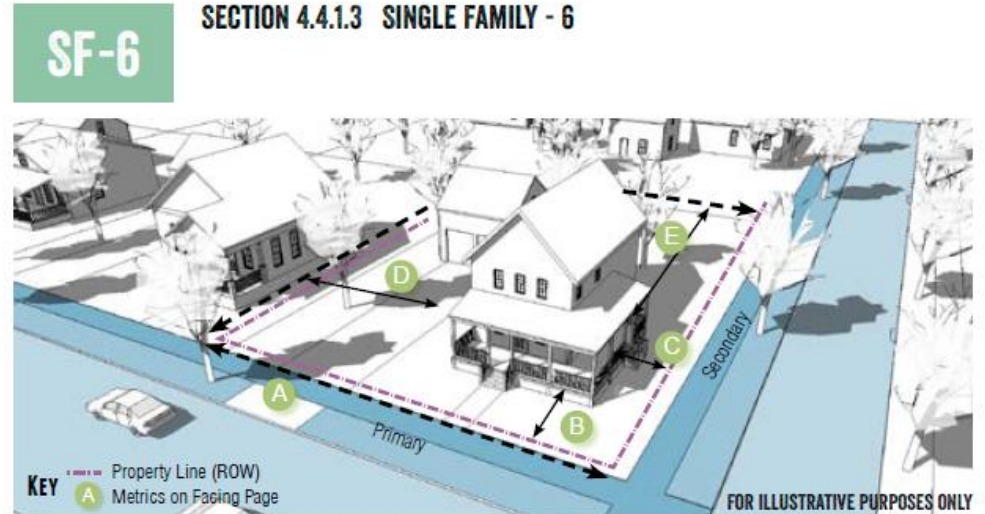 SF-6
SECTION 4.4.1.3 SINGLE FAMILY - 6
E
D
C
Secondary
A
B
Primary
KEY
Property Line (ROW)
A Metrics on Facing Page
FOR ILLUSTRATIVE PURPOSES ONLY